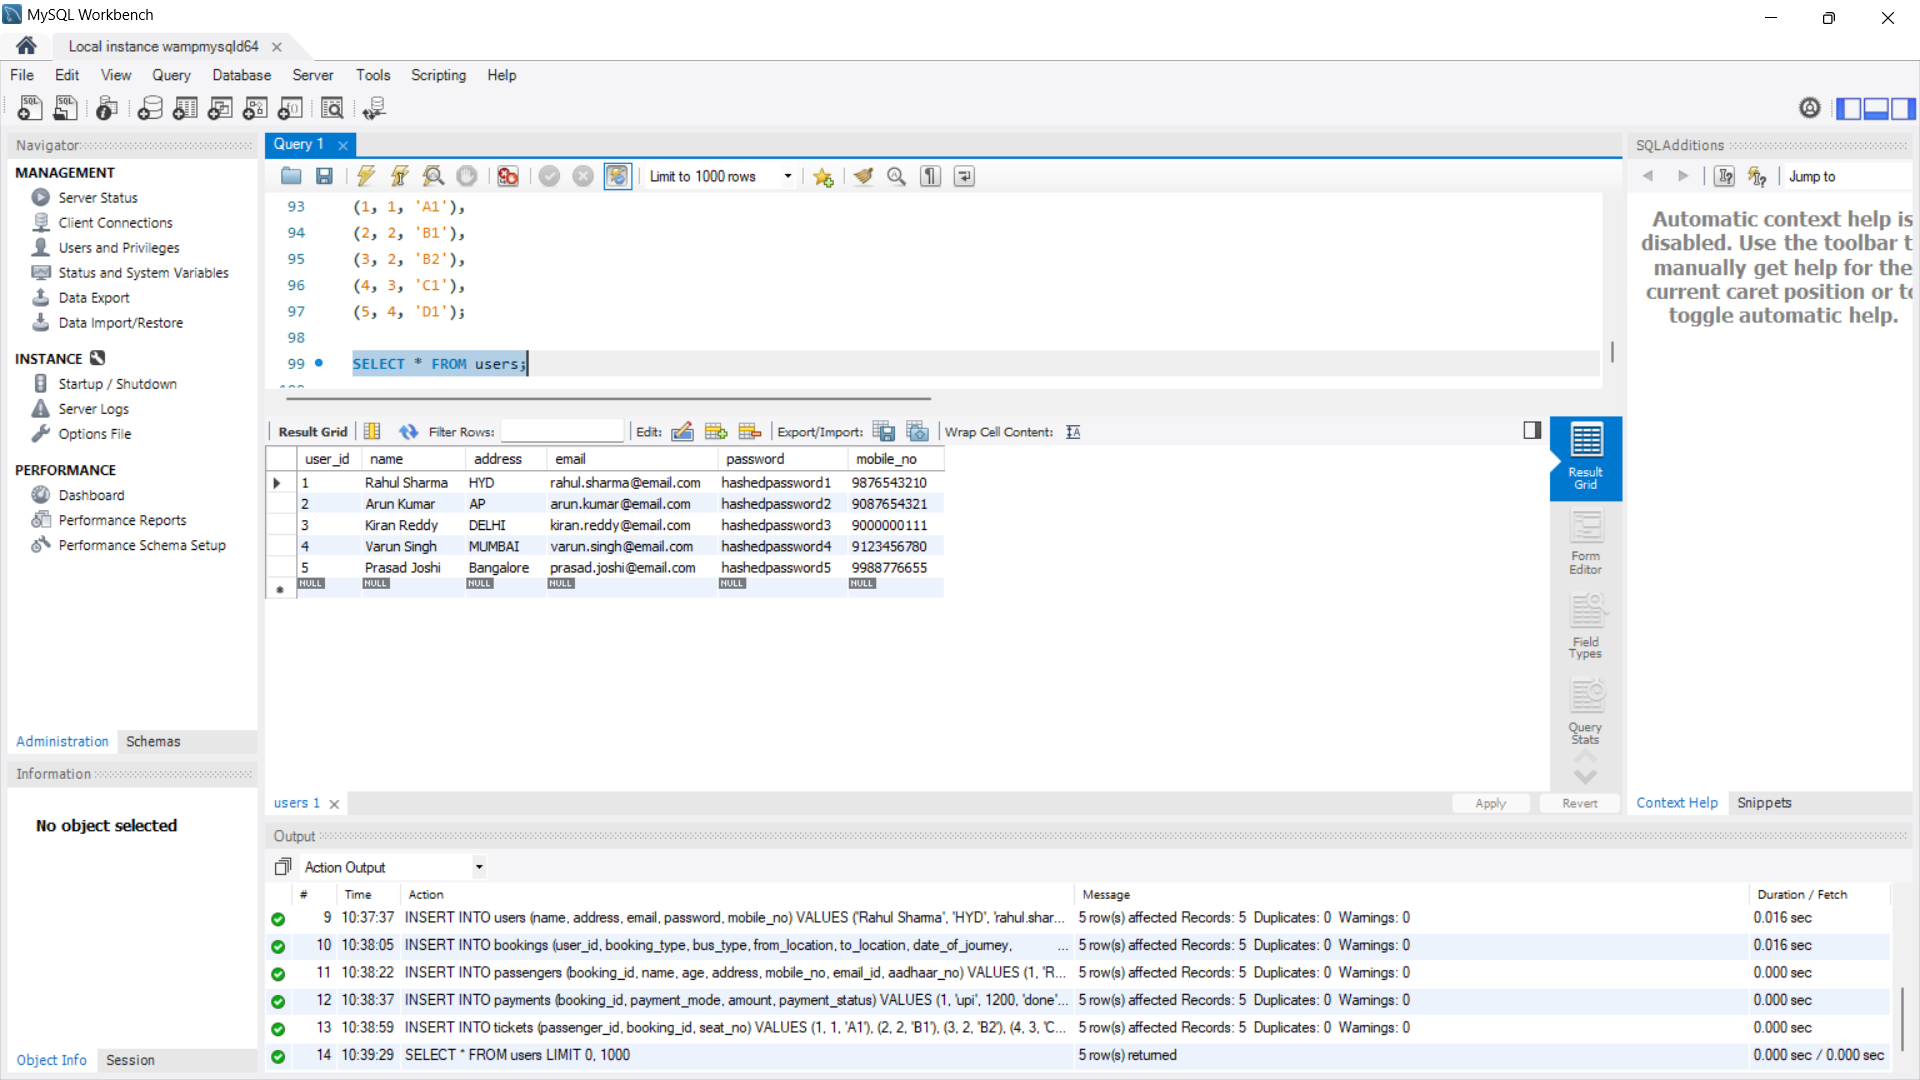 MySQL Workbench
Local instance wampmysqld64
File Edit View Query Database Server Tools Scripting Help
Navigator
MANAGEMENT
Server Status
Client Connections
Users and Privileges
Status and System Variables
Data Export
Data Import/Restore
INSTANCE
Startup / Shutdown
Server Logs
Options File
PERFORMANCE
Dashboard
Performance Reports
Performance Schema Setup
Administration Schemas
Information
No object selected
Object Info Session
Query 1
Limit to 1000 rows
93 (1, 1, 'A1'),
94 (2, 2, 'B1'),
95 (3, 2, 'B2'),
96 (4, 3, 'C1'),
97 (5, 4, 'D1');
98
99 SELECT * FROM users;
Result Grid Filter Rows: Edit: Export/Import: Wrap Cell Content:
user_id name address email password mobile_no
1 Rahul Sharma HYD rahul.sharma@email.com hashedpassword1 9876543210
2 Arun Kumar AP arun.kumar@email.com hashedpassword2 9087654321
3 Kiran Reddy DELHI kiran.reddy@email.com hashedpassword3 9000000111
4 Varun Singh MUMBAI varun.singh@email.com hashedpassword4 9123456780
5 Prasad Joshi Bangalore prasad.joshi@email.com hashedpassword5 9988776655
NULL NULL NULL NULL NULL NULL
Result
Grid
Form
Editor
Field
Types
Query
Stats
users 1 Apply Revert
SQLAdditions
Jump to
Automatic context help is
disabled. Use the toolbar t
manually get help for the
current caret position or to
toggle automatic help.
Context Help Snippets
Output
Action Output
# Time Action Message Duration / Fetch
9 10:37:37 INSERT INTO users (name, address, email, password, mobile_no) VALUES ('Rahul Sharma', 'HYD', 'rahul.shar... 5 row(s) affected Records: 5 Duplicates: 0 Warnings: 0 0.016 sec
10 10:38:05 INSERT INTO bookings (user_id, booking_type, bus_type, from_location, to_location, date_of_journey, ... 5 row(s) affected Records: 5 Duplicates: 0 Warnings: 0 0.016 sec
11 10:38:22 INSERT INTO passengers (booking_id, name, age, address, mobile_no, email_id, aadhaar_no) VALUES (1, 'R... 5 row(s) affected Records: 5 Duplicates: 0 Warnings: 0 0.000 sec
12 10:38:37 INSERT INTO payments (booking_id, payment_mode, amount, payment_status) VALUES (1, 'upi', 1200, 'done'... 5 row(s) affected Records: 5 Duplicates: 0 Warnings: 0 0.000 sec
13 10:38:59 INSERT INTO tickets (passenger_id, booking_id, seat_no) VALUES (1, 1, 'A1'), (2, 2, 'B1'), (3, 2, 'B2'), (4, 3, 'C... 5 row(s) affected Records: 5 Duplicates: 0 Warnings: 0 0.000 sec
14 10:39:29 SELECT * FROM users LIMIT 0, 1000 5 row(s) returned 0.000 sec / 0.000 sec